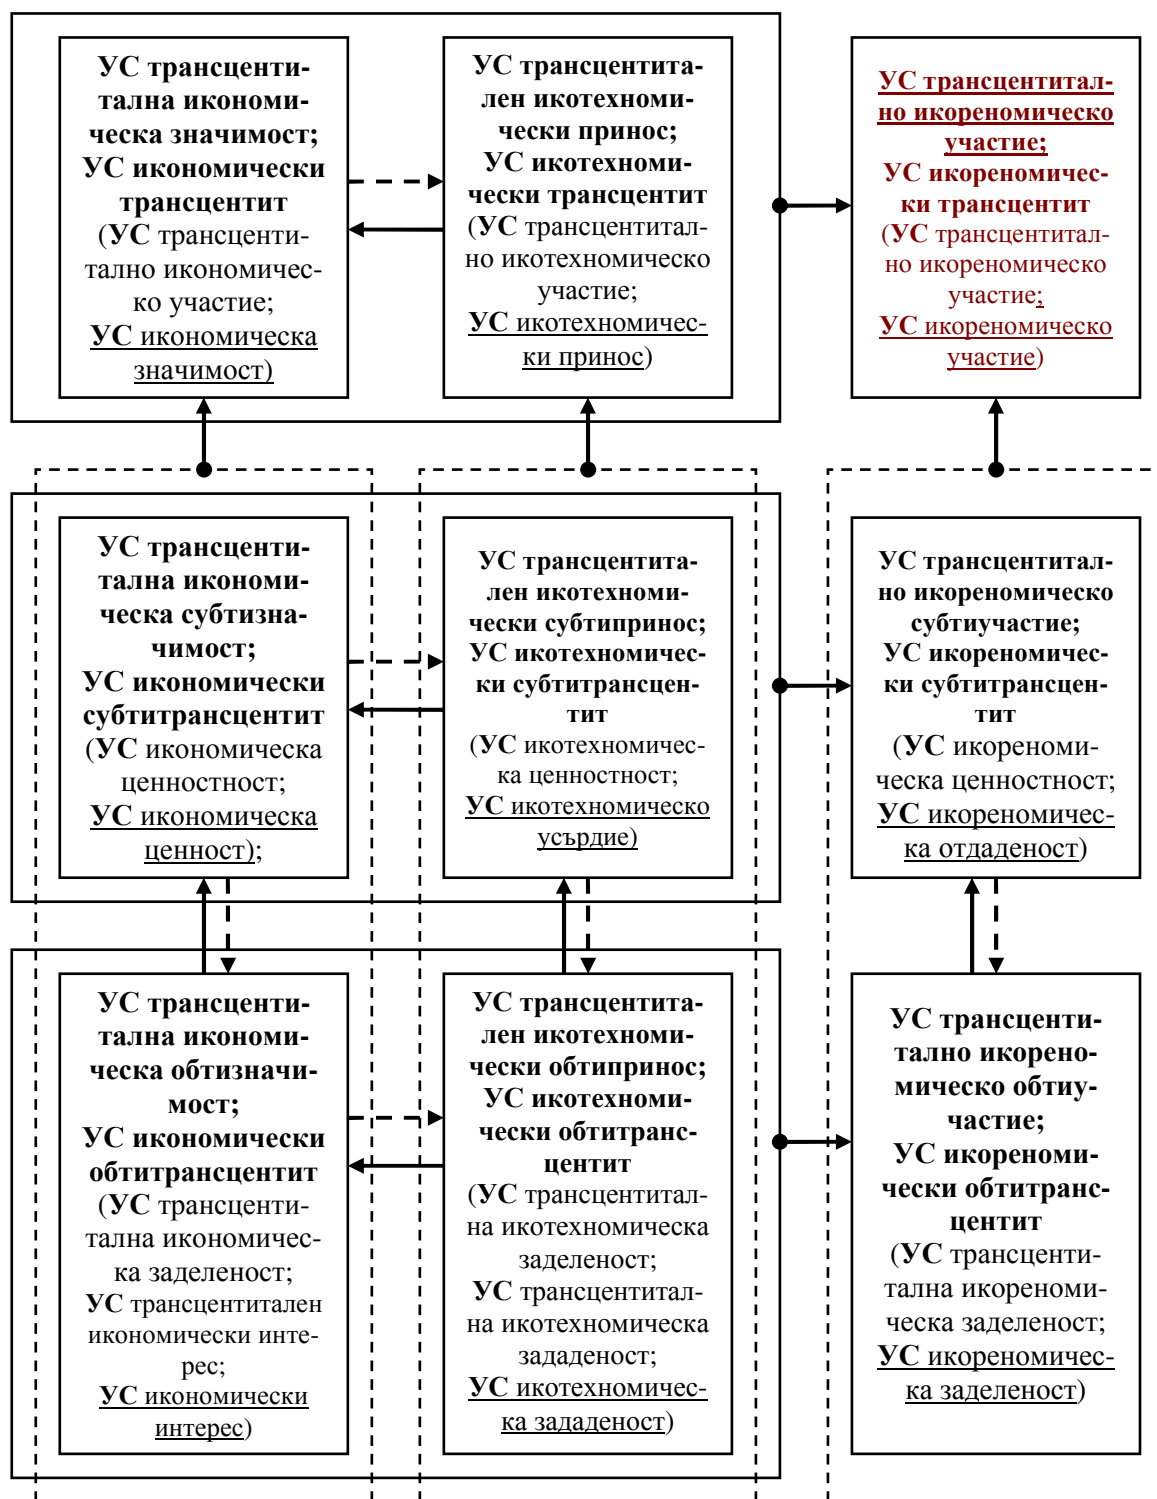 УС трансценти-
тална икономи-
ческа значимост;
УС икономически
трансцентит
(УС трансценти-
тално икономичес-
ко участие;
УС икономическа
значимост)
УС трансцентита-
лен икотехноми-
чески принос;
УС икотехноми-
чески трансцентит
(УС трансцентитал-
но икотехномическо
участие;
УС икотехномичес-
ки принос)
УС трансцентитал-
но икореномическо
участие;
УС икореномичес-
ки трансцентит
(УС трансцентитал-
но икореномическо
участие;
УС икореномическо
участие)
УС трансценти-
тална икономи-
ческа субтизна-
чимост;
УС икономически
субтитрансцентит
(УС икономическа
ценностност;
УС икономическа
ценност);
УС трансцентита-
лен икотехноми-
чески субтипринос;
УС икотехномичес-
ки субтитрансцен-
тит
(УС икотехномичес-
ка ценностност;
УС икотехномическо
усърдие)
УС трансцентитал-
но икореномическо
субтиучастие;
УС икореномичес-
ки субтитрансцен-
тит
(УС икореноми-
ческа ценностност;
УС икореномичес-
ка отдаденост)
УС трансценти-
тална икономи-
ческа обтизначи-
мост;
УС икономически
обтитрансцентит
(УС трансценти-
тална икономичес-
ка заделеност;
УС трансцентитален
икономически инте-
рес;
УС икономически
интерес)
УС трансцентита-
лен икотехноми-
чески обтипринос;
УС икотехноми-
чески обтитранс-
центит
(УС трансцентитал-
на икотехномическа
заделеност;
УС трансцентитал-
на икотехномическа
зададеност;
УС икотехномичес-
ка зададеност)
УС трансценти-
тално икорено-
мическо обтиу-
частие;
УС икореноми-
чески обтитранс-
центит
(УС трансценти-
тална икореноми-
ческа заделеност;
УС икореномичес-
ка заделеност)